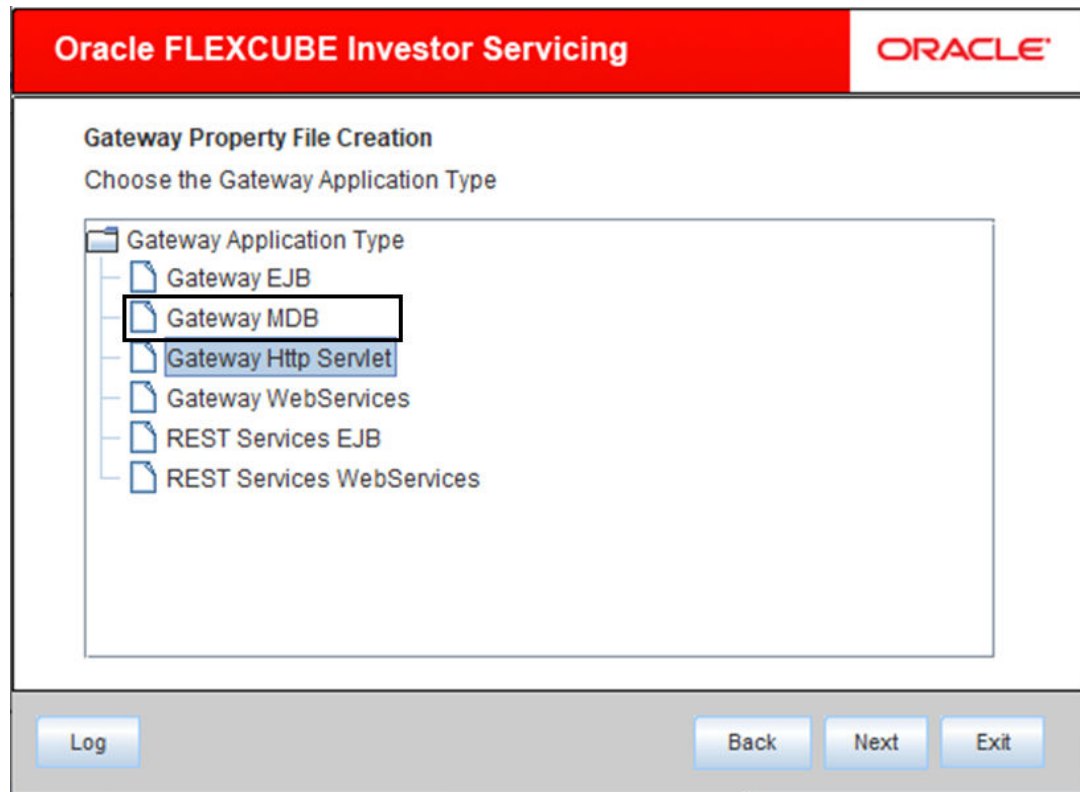 Oracle FLEXCUBE Investor Servicing
ORACLE
Gateway Property File Creation
Choose the Gateway Application Type
Gateway Application Type
Gateway EJB
Gateway MDB
Gateway Http Servlet
Gateway WebServices
REST Services EJB
REST Services WebServices
Log
Back
Next
Exit